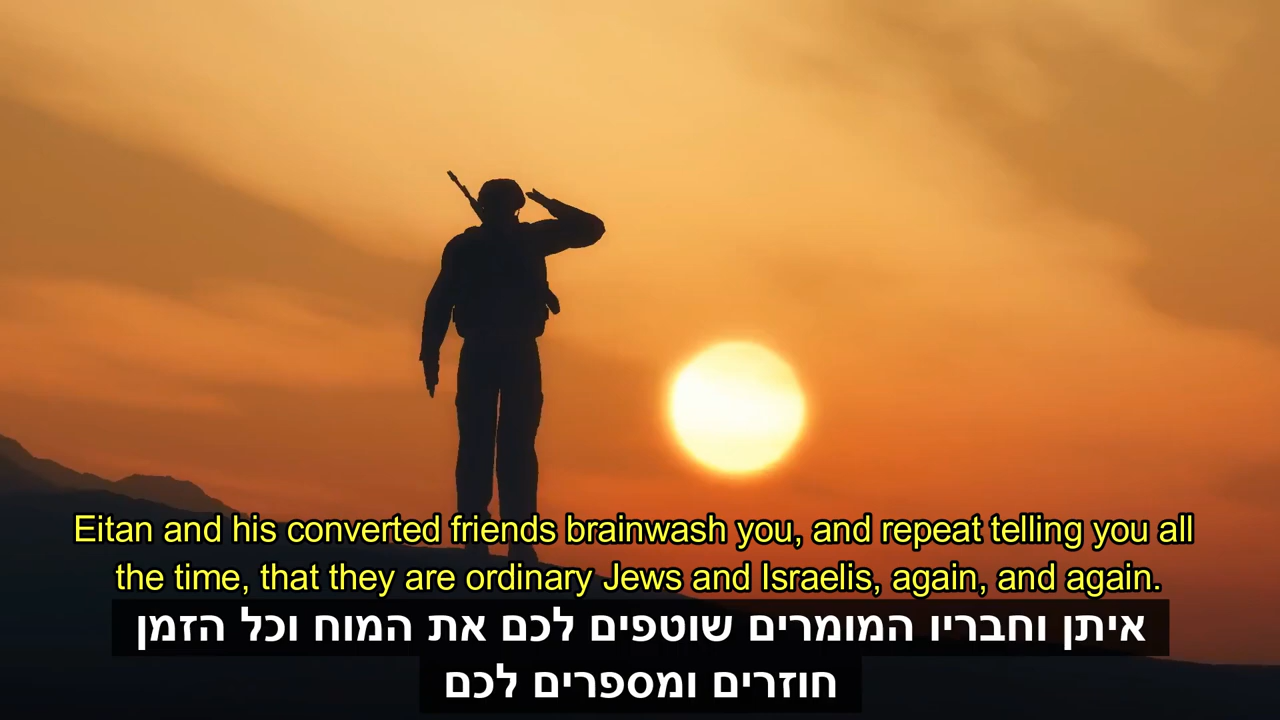 Eitan and his converted friends brainwash you, and repeat telling you all
the time, that they are ordinary Jews and Israelis, again, and again.
איתן וחבריו המומרים שוטפים לכם את המוח וכל הזמן
חוזרים ומספרים לכם